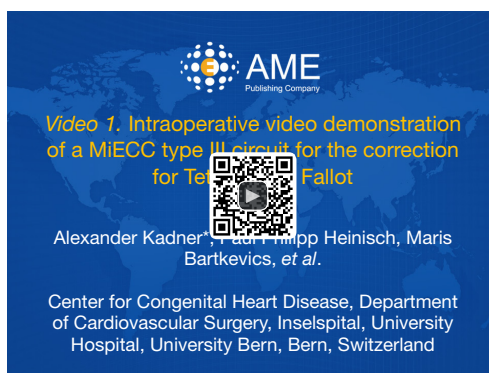 AME
Publishing Company
Video 1. Intraoperative video demonstration
of a MiECC type III circuit for the correction
for Tet Fallot
Alexander Kadner*, Paul Philipp Heinisch, Maris
Bartkevics, et al.
Center for Congenital Heart Disease, Department
of Cardiovascular Surgery, Inselspital, University
Hospital, University Bern, Bern, Switzerland